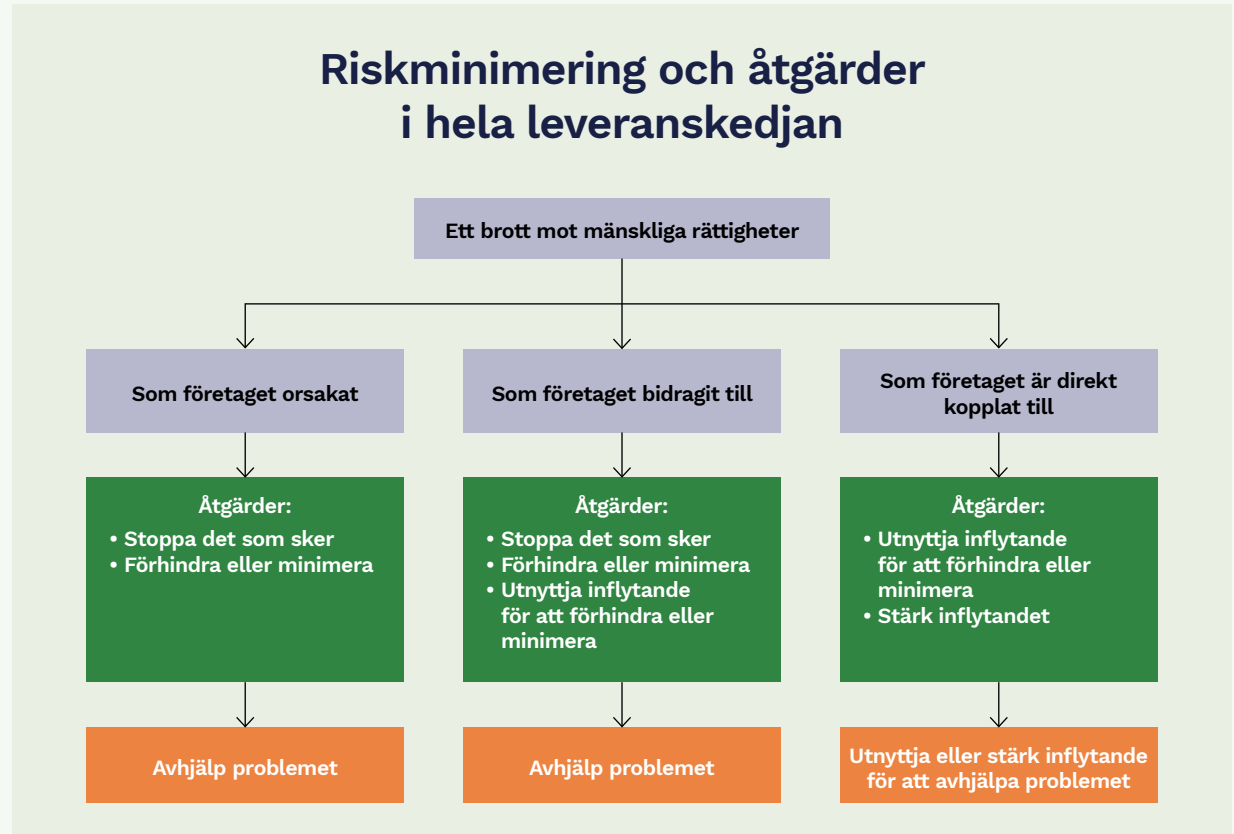 Riskminimering och åtgärder
i hela leveranskedjan
Ett brott mot mänskliga rättigheter
Som företaget orsakat
Som företaget bidragit till
Som företaget är direkt
kopplat till
Åtgärder:
• Stoppa det som sker
• Förhindra eller minimera
Åtgärder:
• Stoppa det som sker
• Förhindra eller minimera
• Utnyttja inflytande
för att förhindra eller
minimera
Åtgärder:
• Utnyttja inflytande
för att förhindra eller
minimera
• Stärk inflytandet
Avhjälp problemet
Avhjälp problemet
Utnyttja eller stärk inflytande
för att avhjälpa problemet